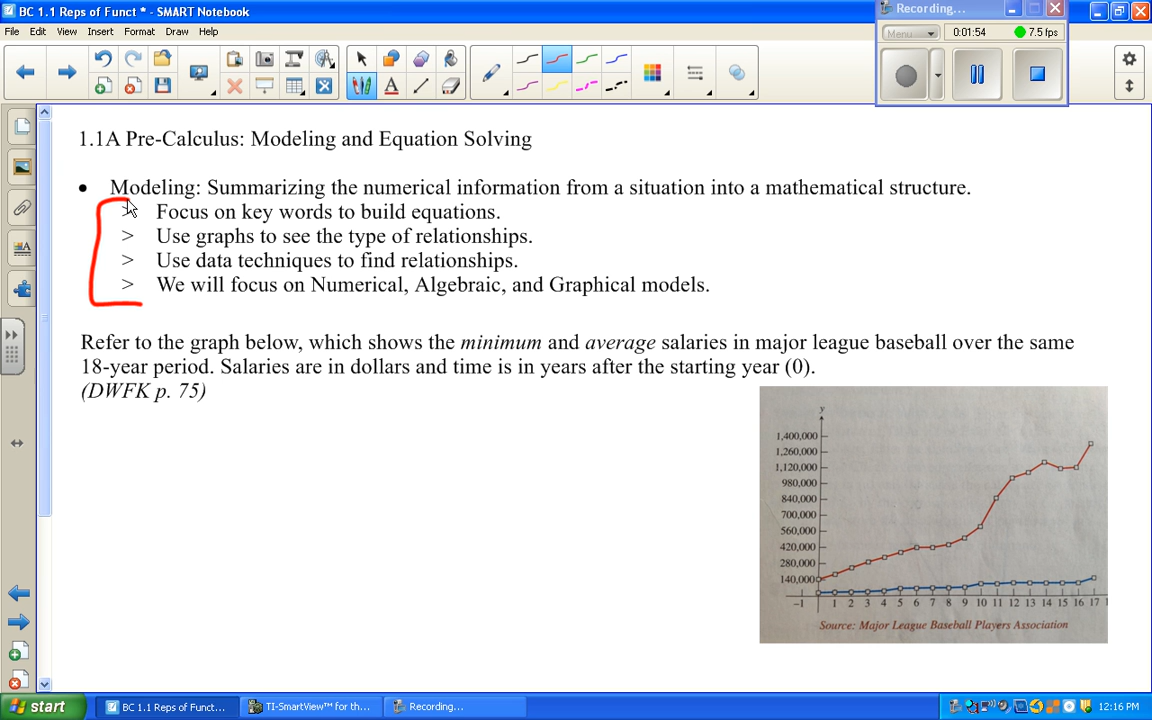 BC 1.1 Reps of Funct * - SMART Notebook
Recording...
File Edit View Insert Format Draw Help
Menu 0:01:54 7.5 fps
1.1A Pre-Calculus: Modeling and Equation Solving
• Modeling: Summarizing the numerical information from a situation into a mathematical structure.
> Focus on key words to build equations.
> Use graphs to see the type of relationships.
> Use data techniques to find relationships.
> We will focus on Numerical, Algebraic, and Graphical models.
Refer to the graph below, which shows the minimum and average salaries in major league baseball over the same
18-year period. Salaries are in dollars and time is in years after the starting year (0).
(DWFK p. 75)
y
1,400,000
1,260,000
1,120,000
980,000
840,000
700,000
560,000
420,000
280,000
140,000
-1 1 2 3 4 5 6 7 8 9 10 11 12 13 14 15 16 17 1
Source: Major League Baseball Players Association
start BC 1.1 Reps of Funct... TI-SmartView™ for th... Recording... 12:16 PM